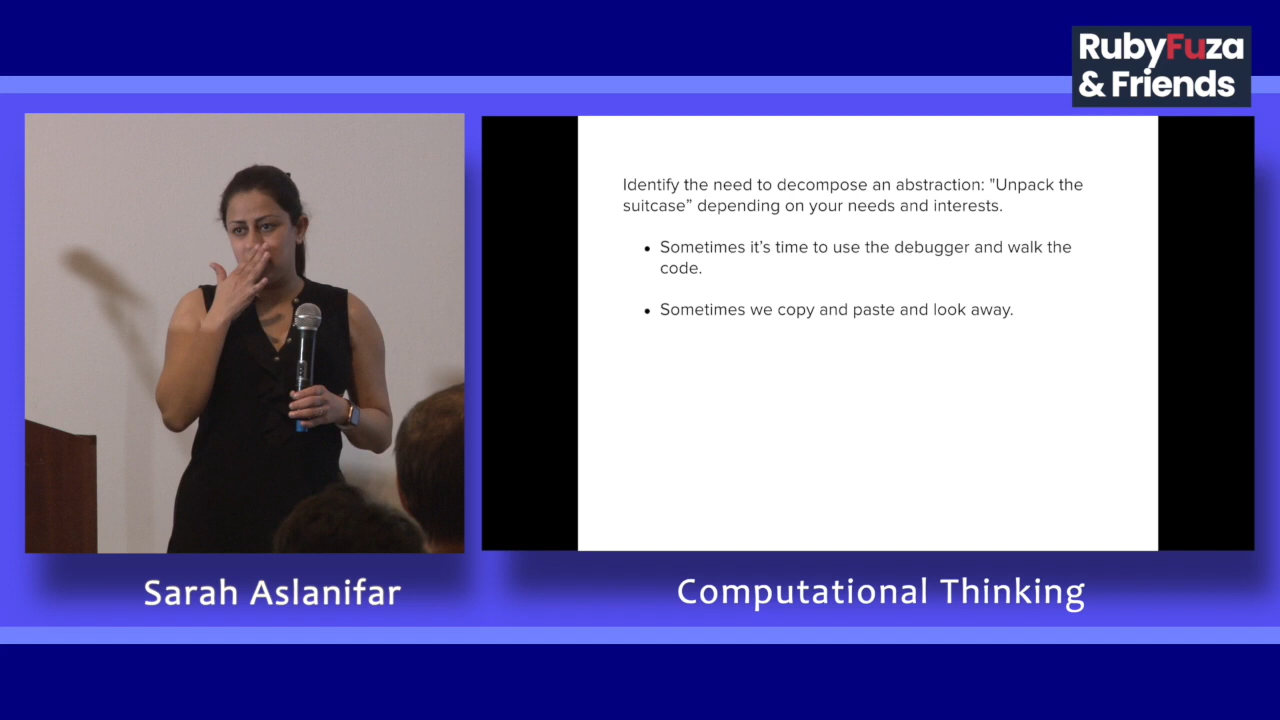 RubyFuza
& Friends
Identify the need to decompose an abstraction: "Unpack the
suitcase” depending on your needs and interests.
• Sometimes it’s time to use the debugger and walk the
code.
• Sometimes we copy and paste and look away.
Sarah Aslanifar
Computational Thinking